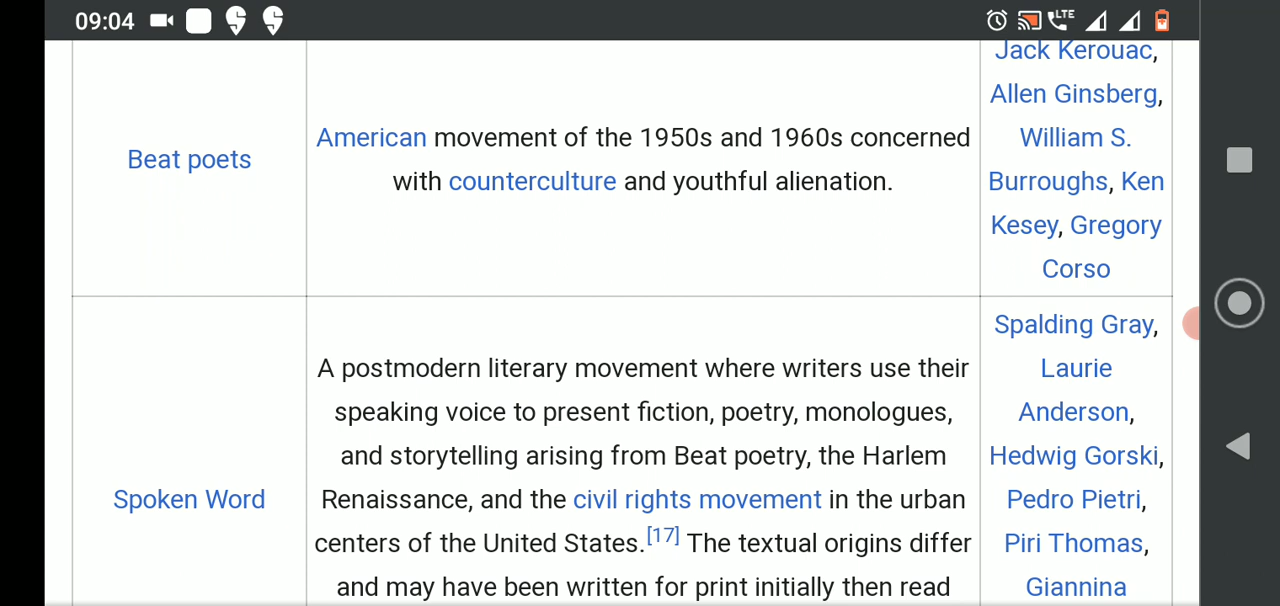 09:04
LTE
Jack Kerouac,
Allen Ginsberg,
William S.
Burroughs, Ken
Kesey, Gregory
Corso
Beat poets
American movement of the 1950s and 1960s concerned
with counterculture and youthful alienation.
Spoken Word
A postmodern literary movement where writers use their
speaking voice to present fiction, poetry, monologues,
and storytelling arising from Beat poetry, the Harlem
Renaissance, and the civil rights movement in the urban
centers of the United States.[17] The textual origins differ
and may have been written for print initially then read
Spalding Gray,
Laurie
Anderson,
Hedwig Gorski,
Pedro Pietri,
Piri Thomas,
Giannina